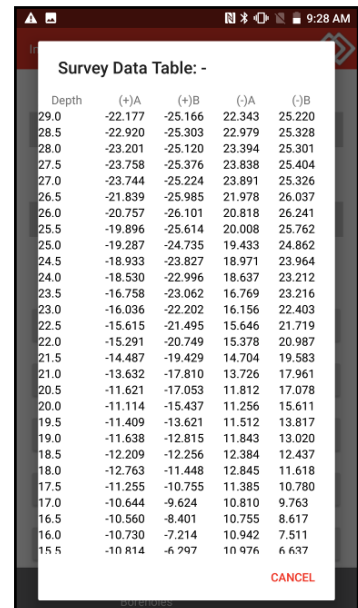 9:28 AM
In
Survey Data Table: -
Depth (+)A (+)B (-)A (-)B
29.0 -22.177 -25.166 22.343 25.220
28.5 -22.920 -25.303 22.979 25.328
28.0 -23.201 -25.120 23.394 25.301
27.5 -23.758 -25.376 23.838 25.404
27.0 -23.744 -25.224 23.891 25.326
26.5 -21.839 -25.985 21.978 26.037
26.0 -20.757 -26.101 20.818 26.241
25.5 -19.896 -25.614 20.008 25.762
25.0 -19.287 -24.735 19.433 24.862
24.5 -18.933 -23.827 18.971 23.964
24.0 -18.530 -22.996 18.637 23.212
23.5 -16.758 -23.062 16.769 23.216
23.0 -16.036 -22.202 16.156 22.403
22.5 -15.615 -21.495 15.646 21.719
22.0 -15.291 -20.749 15.378 20.987
21.5 -14.487 -19.429 14.704 19.583
21.0 -13.632 -17.810 13.726 17.961
20.5 -11.621 -17.053 11.812 17.078
20.0 -11.114 -15.437 11.256 15.611
19.5 -11.409 -13.621 11.512 13.817
19.0 -11.638 -12.815 11.843 13.020
18.5 -12.209 -12.256 12.384 12.437
18.0 -12.763 -11.448 12.845 11.618
17.5 -11.255 -10.755 11.385 10.780
17.0 -10.644 -9.624 10.810 9.763
16.5 -10.560 -8.401 10.755 8.617
16.0 -10.730 -7.214 10.942 7.511
15.5 -10.814 -6.297 10.976 6.637
CANCEL
Boreholes